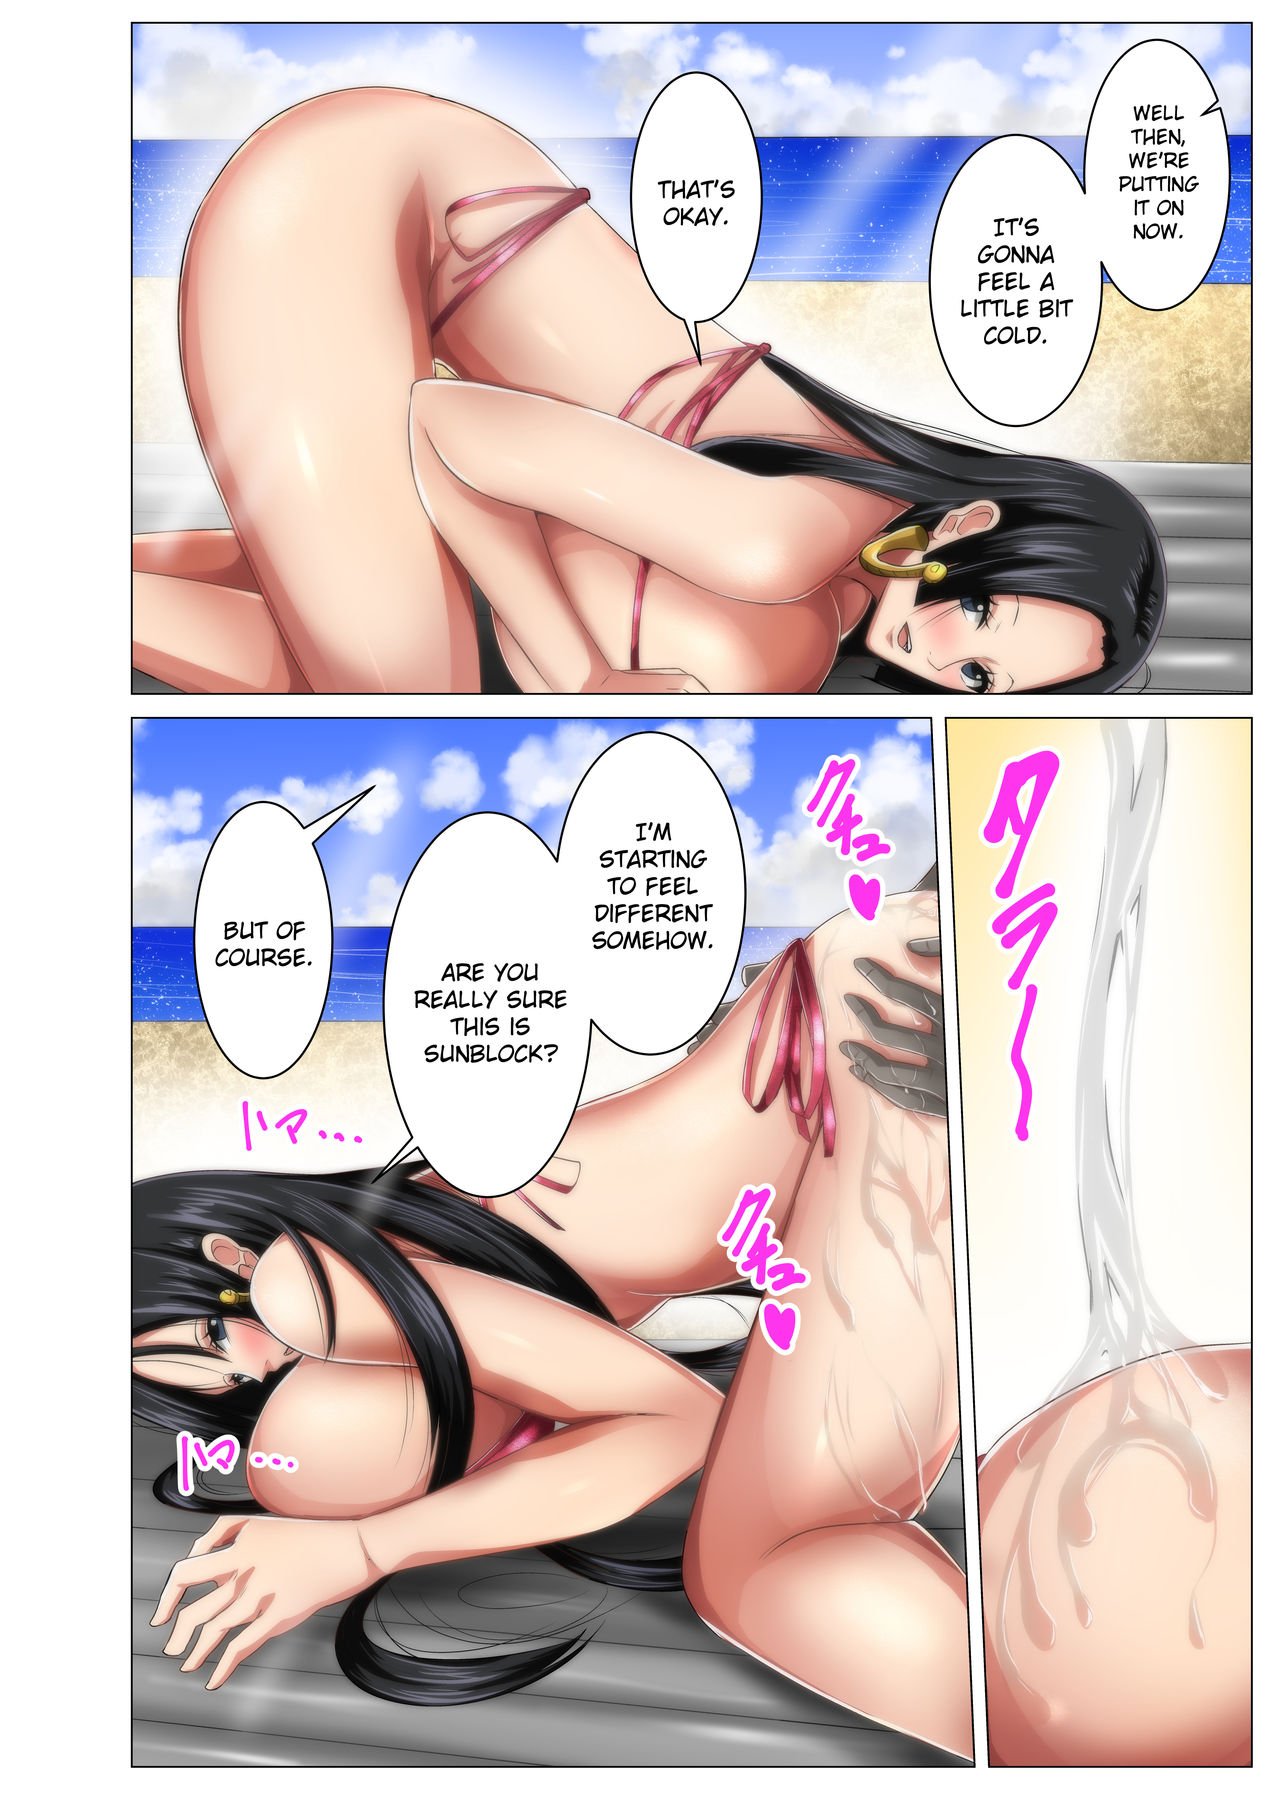 WELL
THEN,
WE'RE
PUTTING
IT ON
NOW.
IT'S
GONNA
FEEL A
LITTLE BIT
COLD.
THAT'S
OKAY.
タラ〜
クチュ♥
I'M
STARTING
TO FEEL
DIFFERENT
SOMEHOW.
ARE YOU
REALLY SURE
THIS IS
SUNBLOCK?
BUT OF
COURSE.
ハァ...
クチュ♥
ハァ...